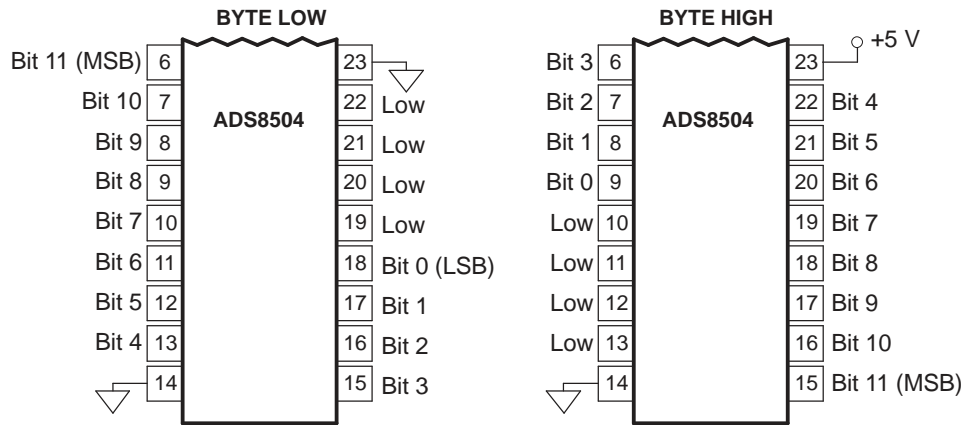 BYTE LOW
Bit 11 (MSB) 6 23
Bit 10 7 22 Low
ADS8504
Bit 9 8 21 Low
Bit 8 9 20 Low
Bit 7 10 19 Low
Bit 6 11 18 Bit 0 (LSB)
Bit 5 12 17 Bit 1
Bit 4 13 16 Bit 2
14 15 Bit 3
BYTE HIGH
+5 V
Bit 3 6 23
Bit 2 7 22 Bit 4
ADS8504
Bit 1 8 21 Bit 5
Bit 0 9 20 Bit 6
Low 10 19 Bit 7
Low 11 18 Bit 8
Low 12 17 Bit 9
Low 13 16 Bit 10
14 15 Bit 11 (MSB)